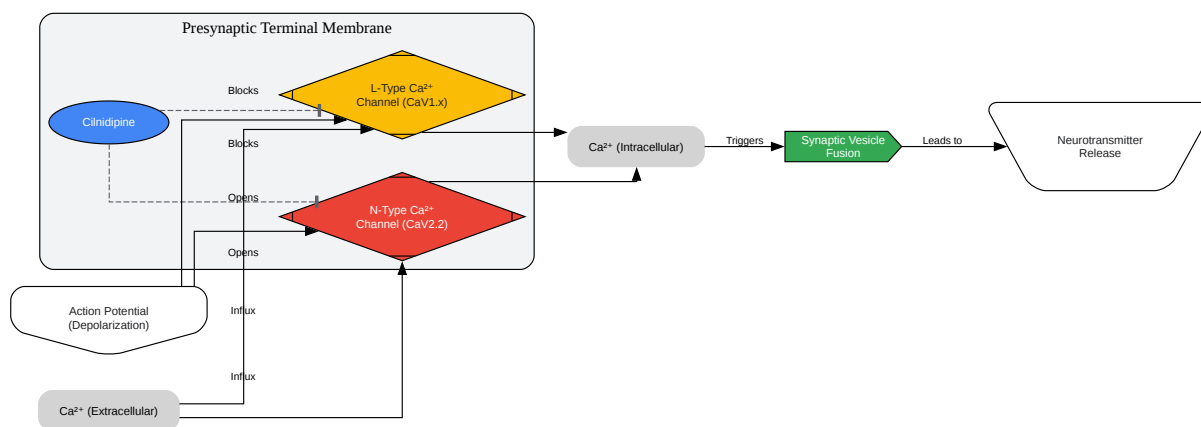 Presynaptic Terminal Membrane
Blocks
L-Type Ca²⁺
Channel (CaV1.x)
Cilnidipine
Blocks
Ca²⁺ (Intracellular)
Triggers
Synaptic Vesicle
Fusion
Leads to
Neurotransmitter
Release
Opens
N-Type Ca²⁺
Channel (CaV2.2)
Opens
Action Potential
(Depolarization)
Influx
Influx
Ca²⁺ (Extracellular)